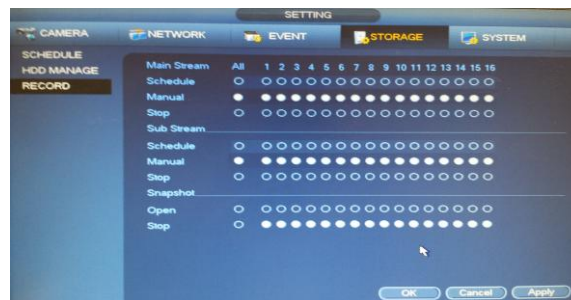 SETTING
CAMERA NETWORK EVENT STORAGE SYSTEM
SCHEDULE
HDD MANAGE
RECORD
Main Stream All 1 2 3 4 5 6 7 8 9 10 11 12 13 14 15 16
Schedule
Manual
Stop
Sub Stream
Schedule
Manual
Stop
Snapshot
Open
Stop
OK Cancel Apply